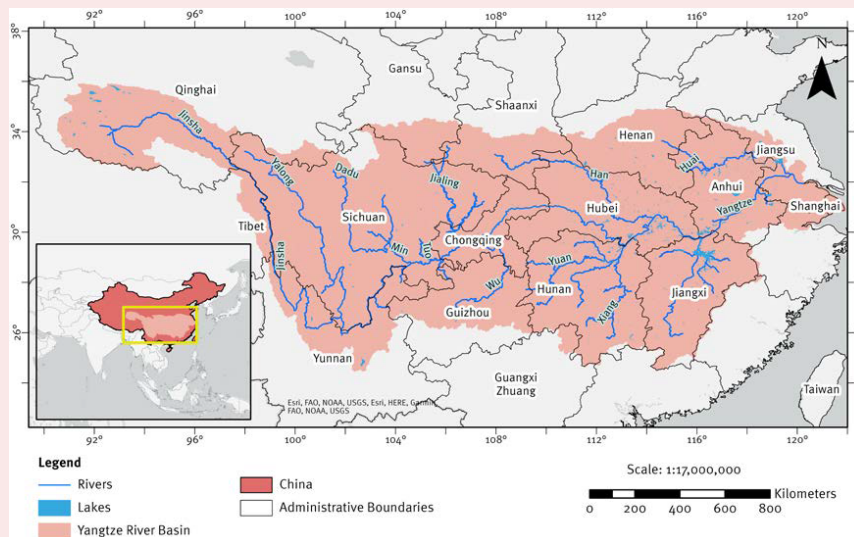 92° 96° 100° 104° 108° 112° 116° 120°
38°
34°
30°
26°
N
Qinghai
Gansu
Shaanxi
Henan
Jiangsu
Jinsha
Yalong
Dadu
Jialing
Han
Huai
Anhui
Yangtze
Shanghai
Tibet
Sichuan
Hubei
Chongqing
Jinsha
Min
Tuo
Wu
Yuan
Hunan
Xiang
Jiangxi
Guizhou
Yunnan
Guangxi
Zhuang
Taiwan
Esri, FAO, NOAA, USGS, Esri, HERE, Garmin,
FAO, NOAA, USGS
92° 96° 100° 104° 108° 112° 116° 120°
Legend
Rivers
Lakes
Yangtze River Basin
China
Administrative Boundaries
Scale: 1:17,000,000
Kilometers
0 200 400 600 800